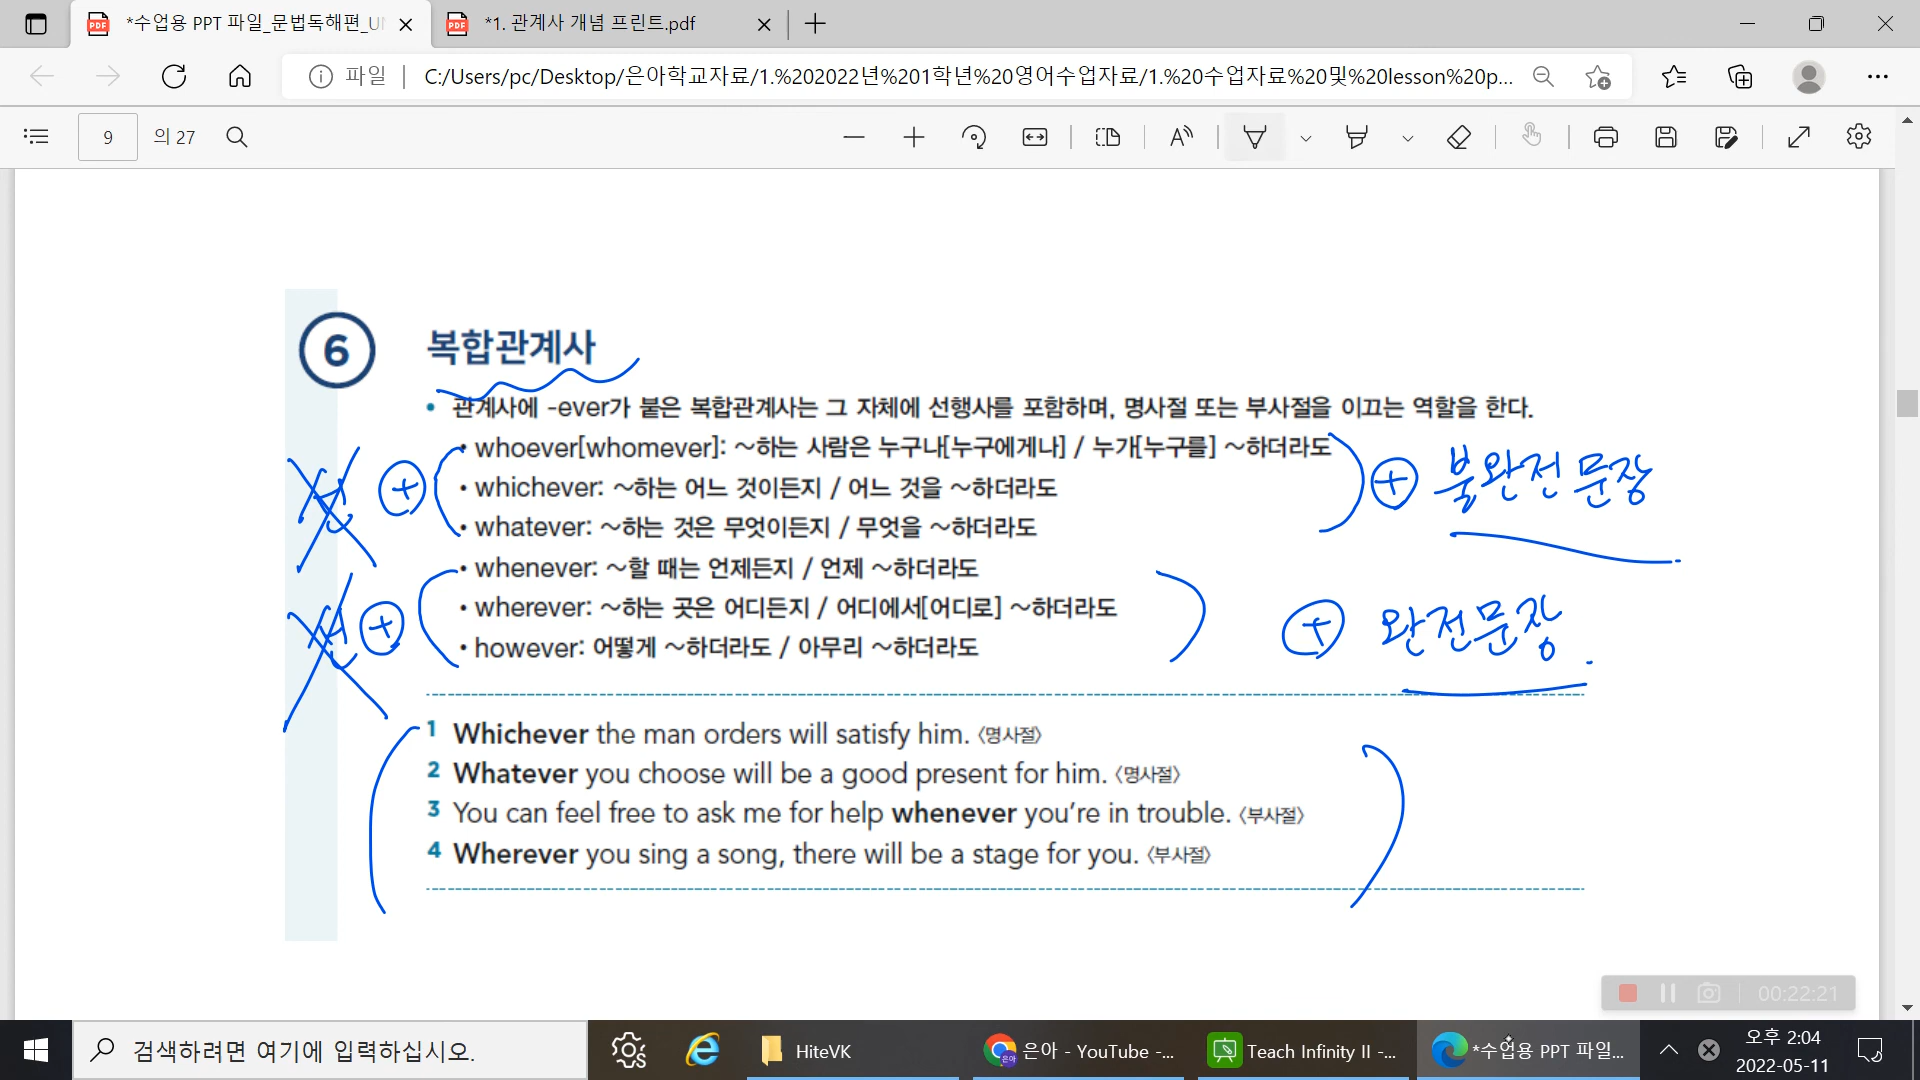 *수업용 PPT 파일_문법독해편_U
*1. 관계사 개념 프린트.pdf
파일
C:/Users/pc/Desktop/은아학교자료/1.%202022년%201학년%20영어수업자료/1.%20수업자료%20및%20lesson%20p...
9 의 27
6 복합관계사
• 관계사에 -ever가 붙은 복합관계사는 그 자체에 선행사를 포함하며, 명사절 또는 부사절을 이끄는 역할을 한다.
• whoever[whomever]: ~하는 사람은 누구나[누구에게나] / 누가[누구를] ~하더라도
• whichever: ~하는 어느 것이든지 / 어느 것을 ~하더라도
선 + + 불완전 문장
• whatever: ~하는 것은 무엇이든지 / 무엇을 ~하더라도
• whenever: ~할 때는 언제든지 / 언제 ~하더라도
• wherever: ~하는 곳은 어디든지 / 어디에서[어디로] ~하더라도
선 + + 완전문장.
• however: 어떻게 ~하더라도 / 아무리 ~하더라도
1 Whichever the man orders will satisfy him. 〈명사절〉
2 Whatever you choose will be a good present for him. 〈명사절〉
3 You can feel free to ask me for help whenever you're in trouble. 〈부사절〉
4 Wherever you sing a song, there will be a stage for you. 〈부사절〉
00:22:21
검색하려면 여기에 입력하십시오.
HiteVK
은아 - YouTube -...
Teach Infinity II -...
*수업용 PPT 파일...
오후 2:04
2022-05-11